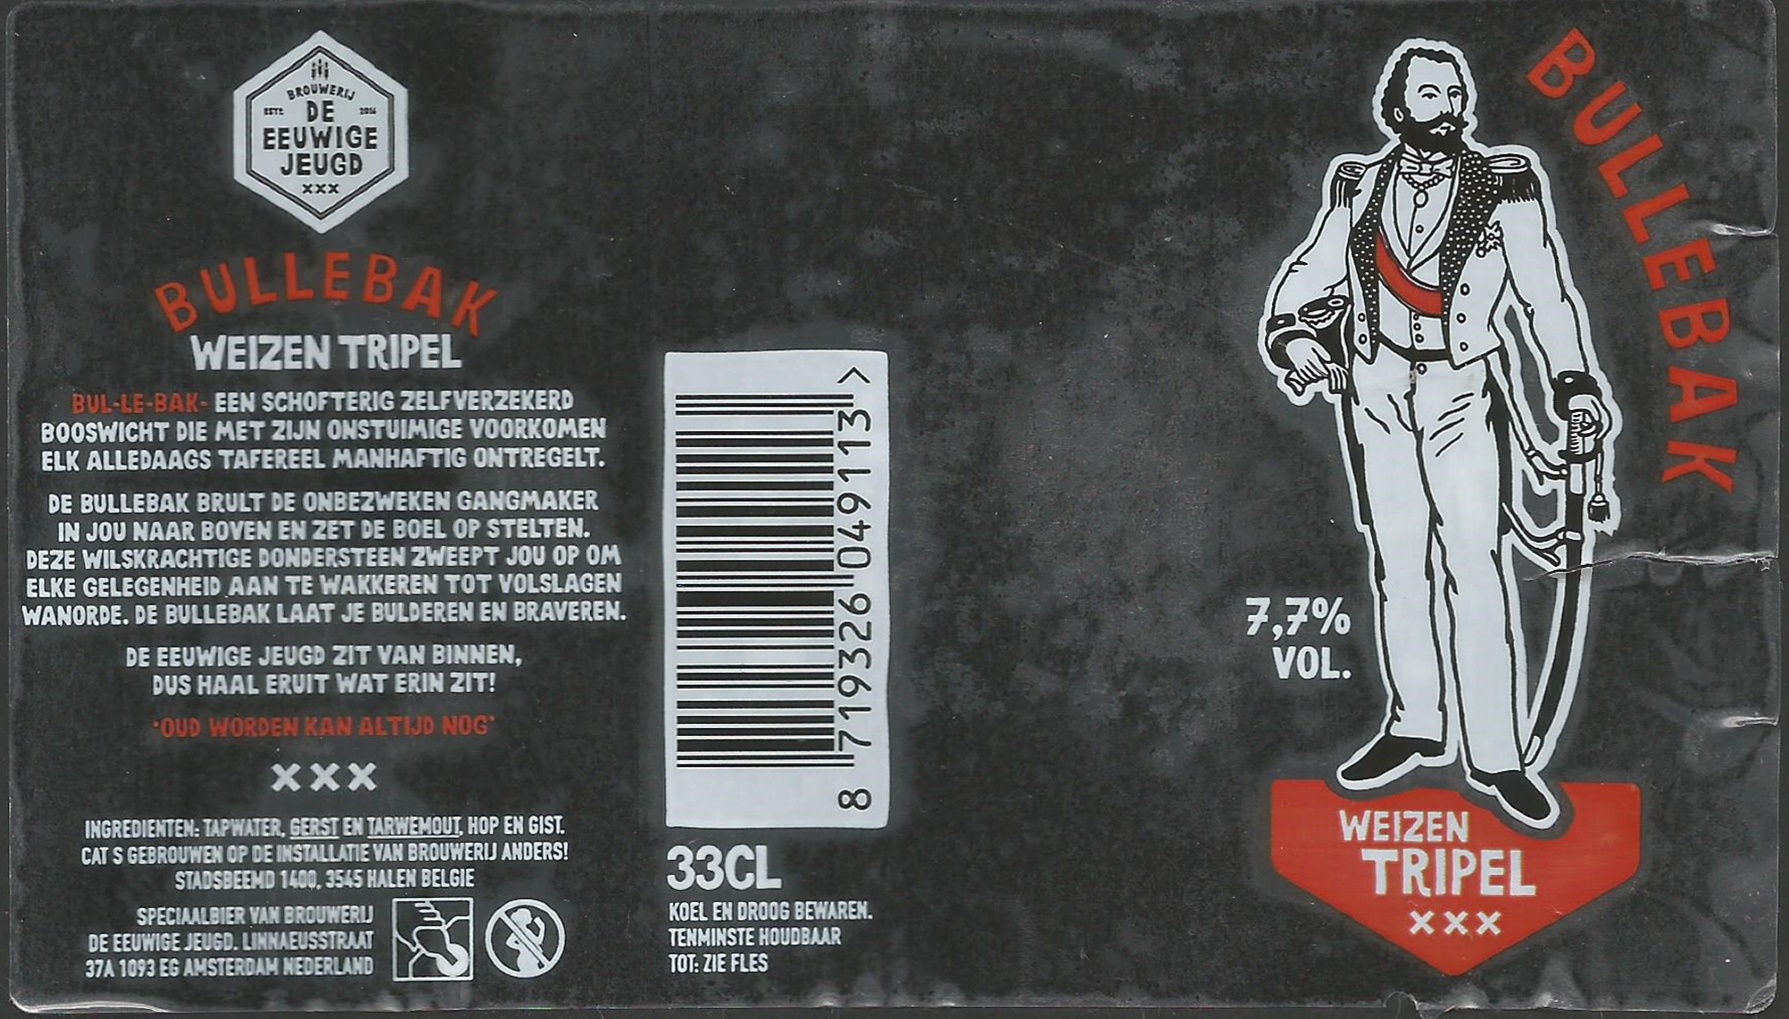 BROUWERIJ
ESTD. 2016
DE
EEUWIGE
JEUGD
XXX
BULLEBAK
WEIZEN TRIPEL
BUL-LE-BAK- EEN SCHOFTERIG ZELFVERZEKERD
BOOSWICHT DIE MET ZIJN ONSTUIMIGE VOORKOMEN
ELK ALLEDAAGS TAFEREEL MANHAFTIG ONTREGELT.
DE BULLEBAK BRULT DE ONBEZWEKEN GANGMAKER
IN JOU NAAR BOVEN EN ZET DE BOEL OP STELTEN.
DEZE WILSKRACHTIGE DONDERSTEEN ZWEEPT JOU OP OM
ELKE GELEGENHEID AAN TE WAKKEREN TOT VOLSLAGEN
WANORDE. DE BULLEBAK LAAT JE BULDEREN EN BRAVEREN.
DE EEUWIGE JEUGD ZIT VAN BINNEN,
DUS HAAL ERUIT WAT ERIN ZIT!
'OUD WORDEN KAN ALTIJD NOG'
XXX
INGREDIENTEN: TAPWATER, GERST EN TARWEMOUT, HOP EN GIST.
CAT S GEBROUWEN OP DE INSTALLATIE VAN BROUWERIJ ANDERS!
STADSBEEMD 1400, 3545 HALEN BELGIE
SPECIAALBIER VAN BROUWERIJ
DE EEUWIGE JEUGD. LINNAEUSSTRAAT
37A 1093 EG AMSTERDAM NEDERLAND
8 719326 049113 >
33CL
KOEL EN DROOG BEWAREN.
TENMINSTE HOUDBAAR
TOT: ZIE FLES
BULLEBAK
7,7%
VOL.
WEIZEN
TRIPEL
XXX